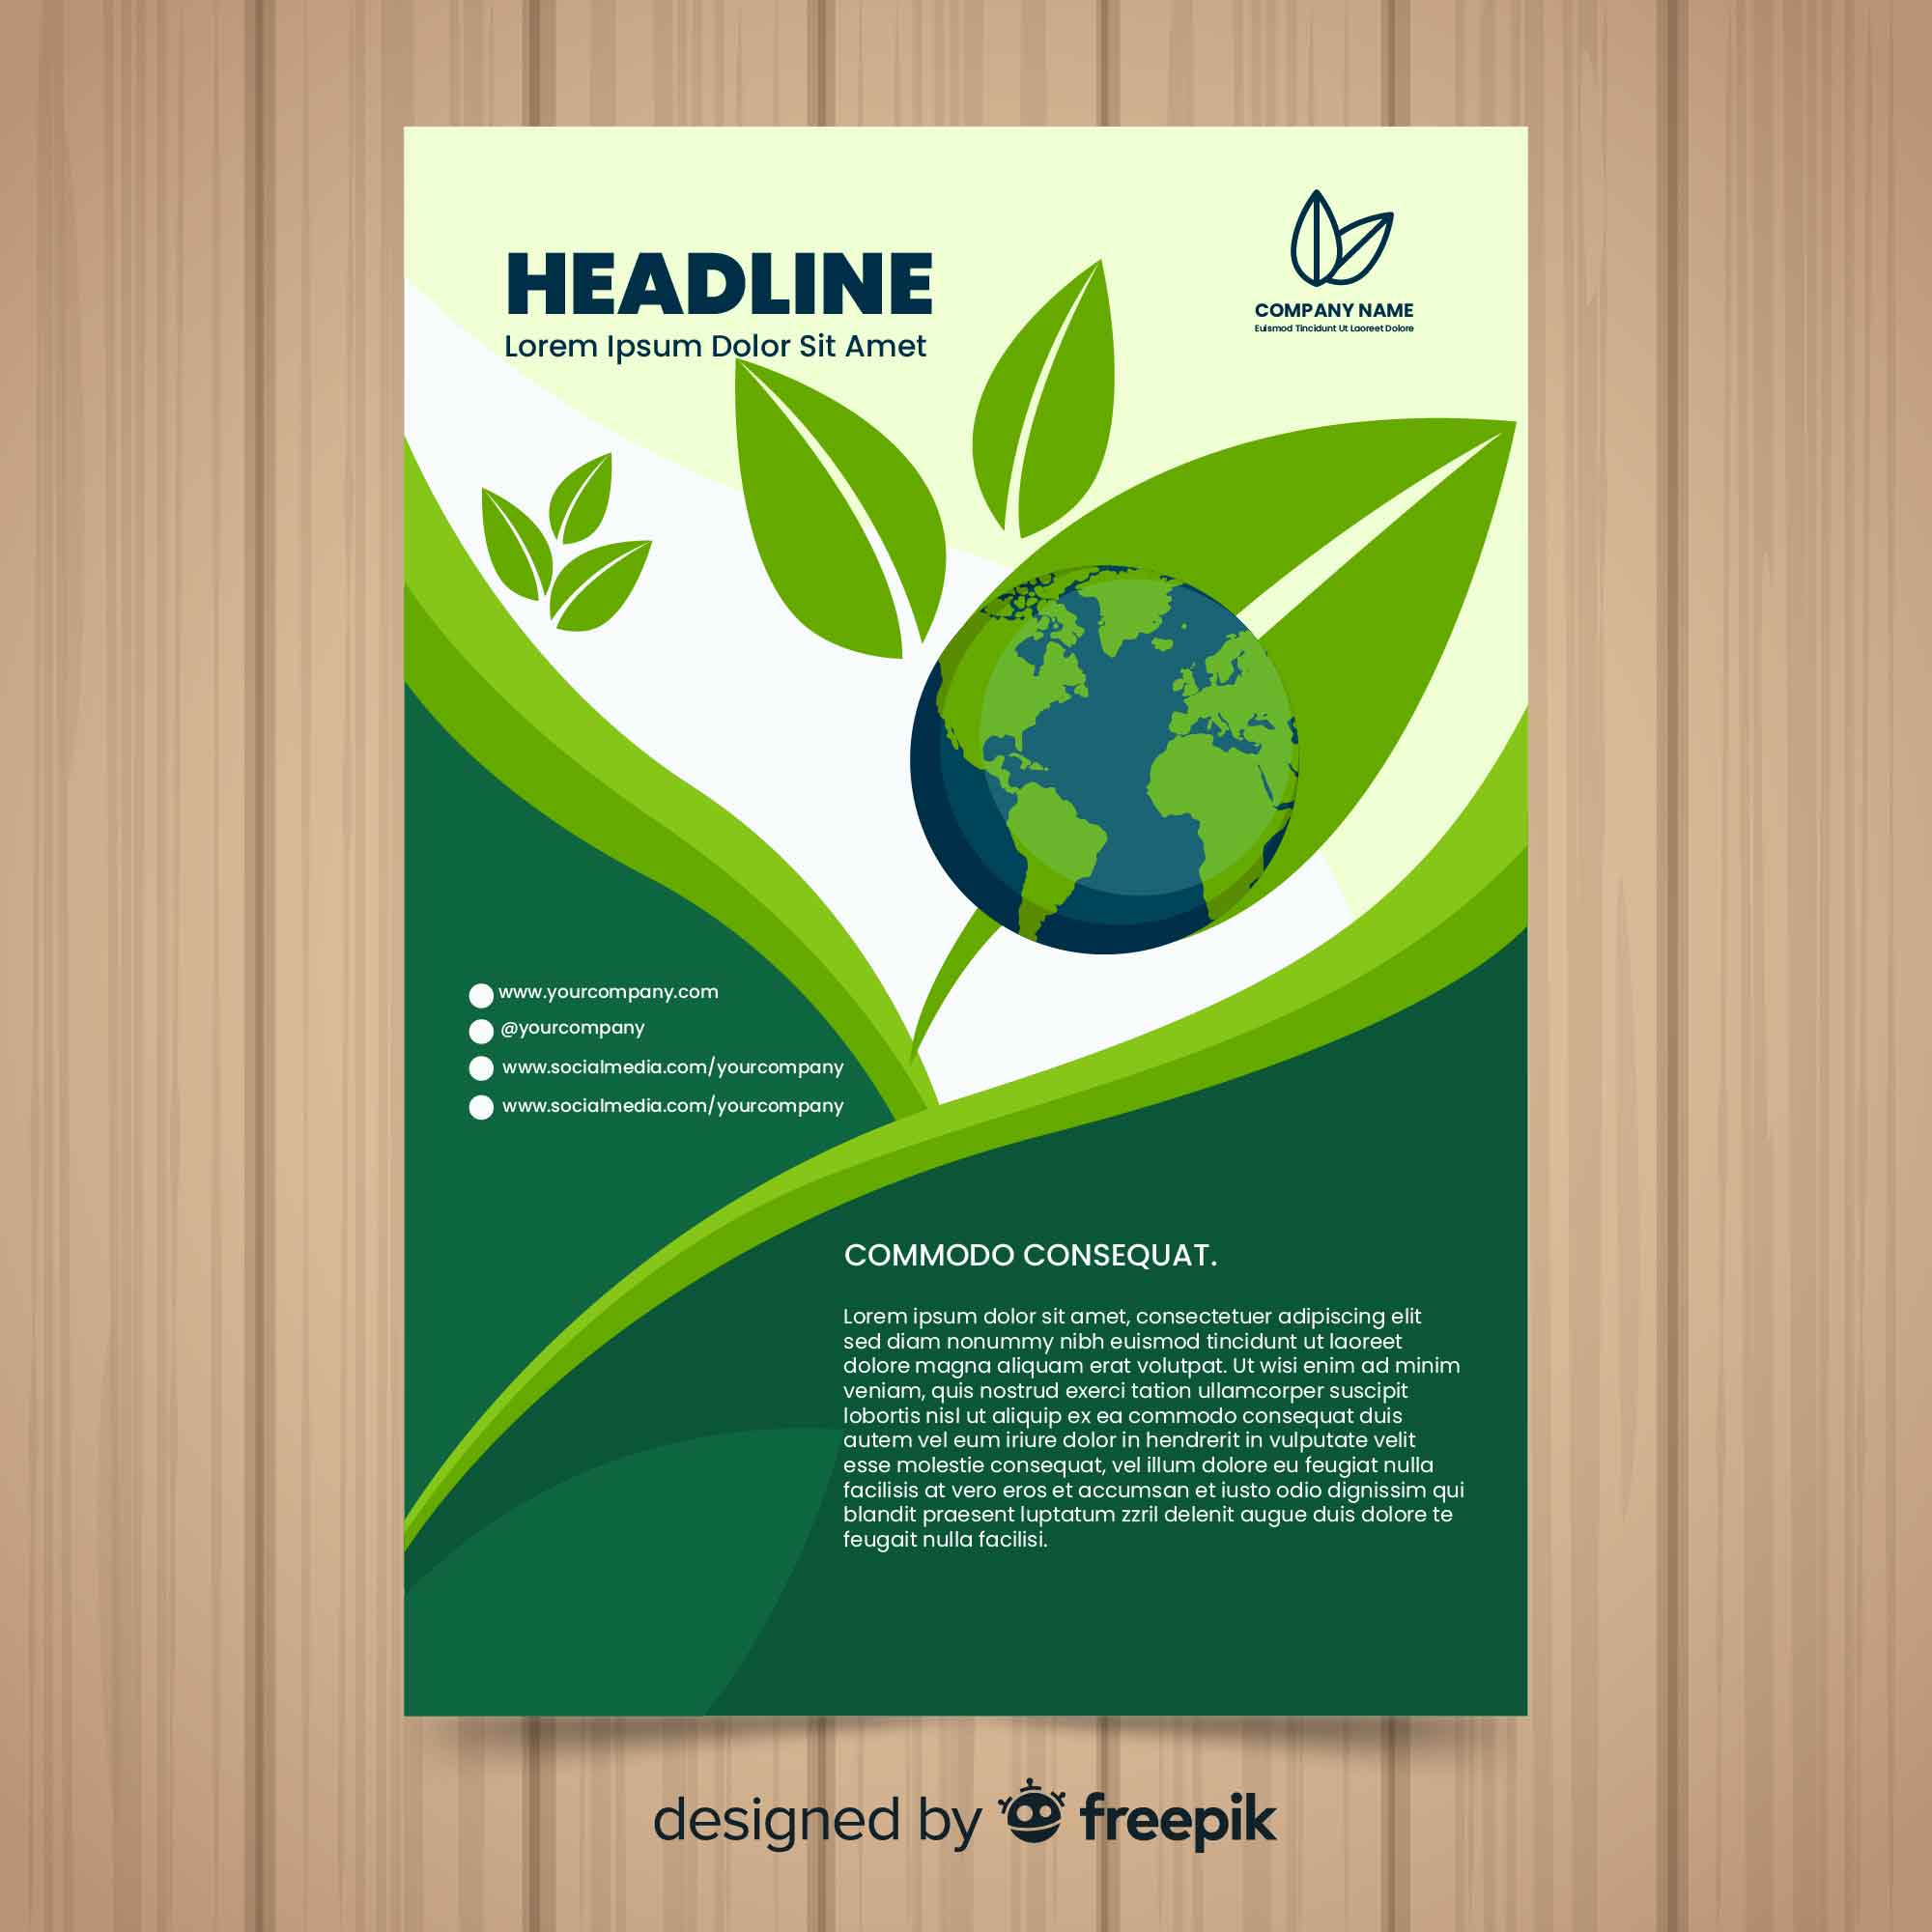 HEADLINE
Lorem Ipsum Dolor Sit Amet
COMPANY NAME
Euismod Tincidunt Ut Laoreet Dolore
www.yourcompany.com
@yourcompany
www.socialmedia.com/yourcompany
www.socialmedia.com/yourcompany
COMMODO CONSEQUAT.
Lorem ipsum dolor sit amet, consectetuer adipiscing elit
sed diam nonummy nibh euismod tincidunt ut laoreet
dolore magna aliquam erat volutpat. Ut wisi enim ad minim
veniam, quis nostrud exerci tation ullamcorper suscipit
lobortis nisl ut aliquip ex ea commodo consequat duis
autem vel eum iriure dolor in hendrerit in vulputate velit
esse molestie consequat, vel illum dolore eu feugiat nulla
facilisis at vero eros et accumsan et iusto odio dignissim qui
blandit praesent luptatum zzril delenit augue duis dolore te
feugait nulla facilisi.
designed by freepik